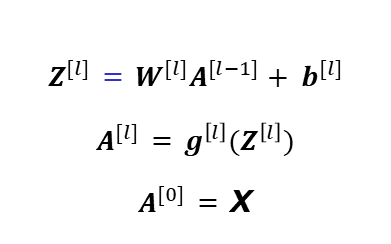 Z^{[l]} = W^{[l]}A^{[l−1]} + b^{[l]}
A^{[l]} = g^{[l]}(Z^{[l]})
A^{[0]} = X